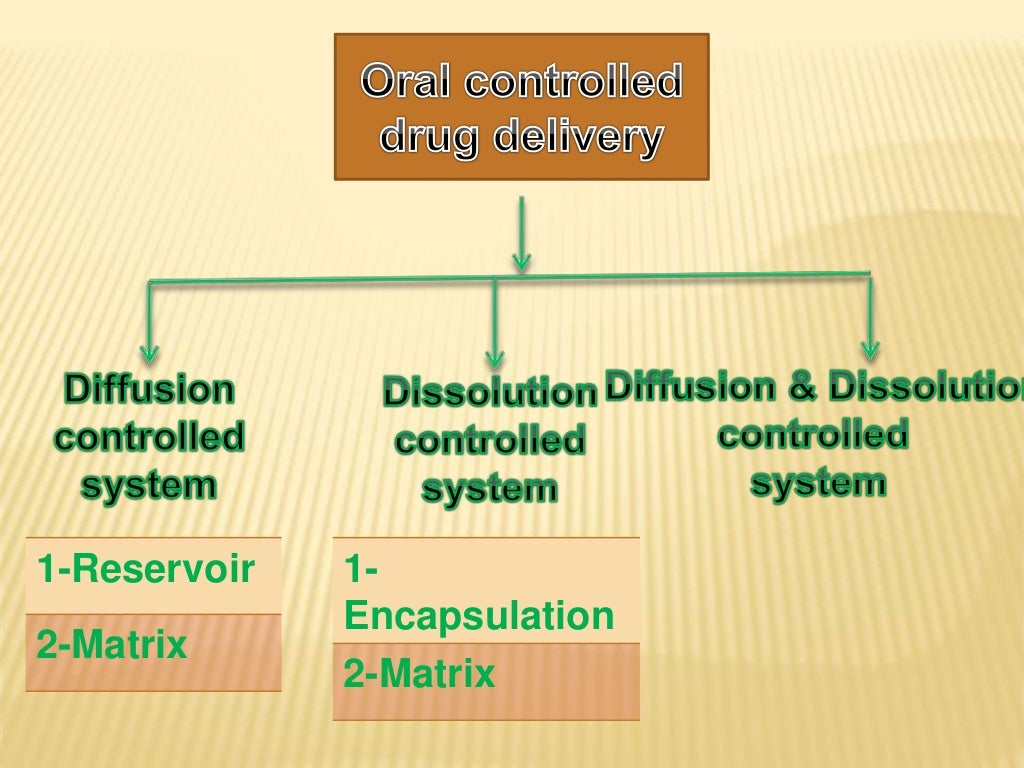 Oral controlled
drug delivery
Diffusion
controlled
system
Dissolution
controlled
system
Diffusion & Dissolution
controlled
system
1-Reservoir
2-Matrix
1-
Encapsulation
2-Matrix